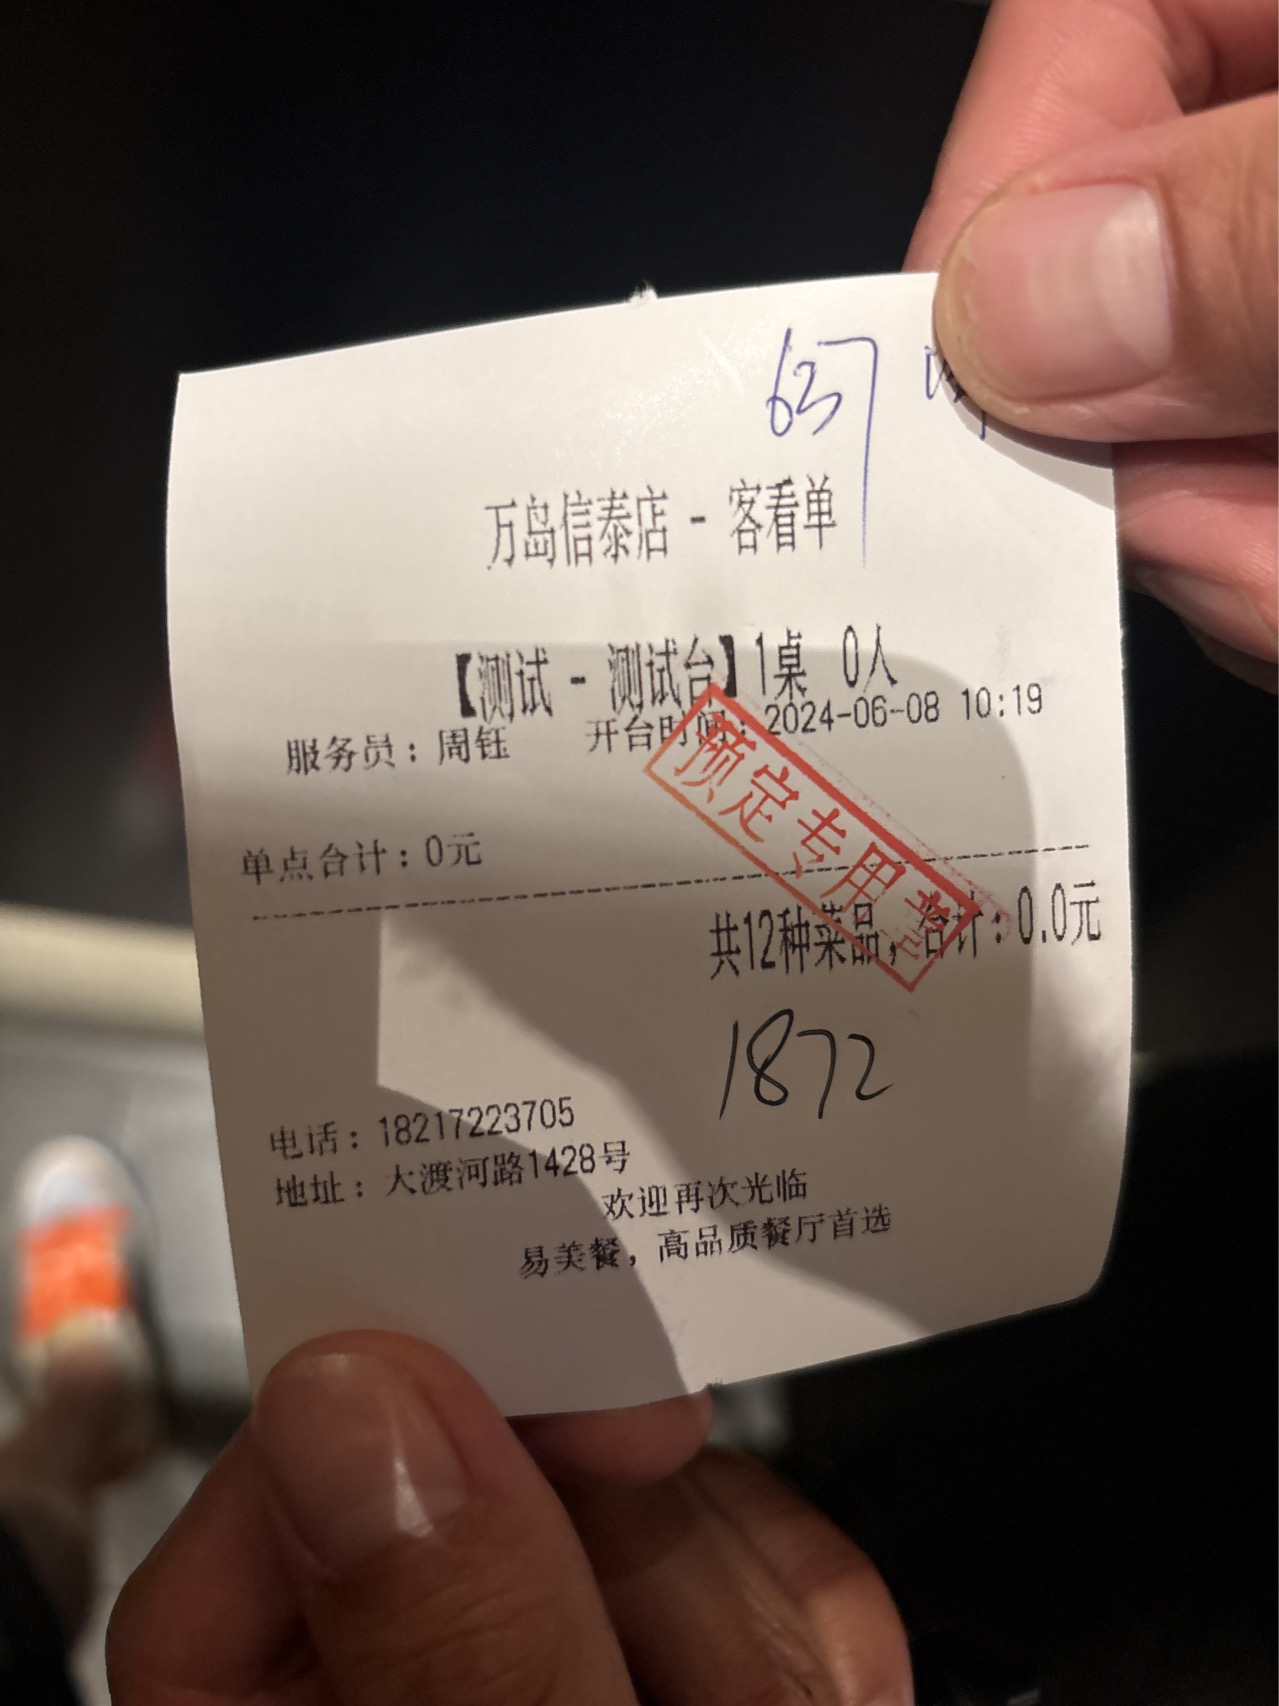 637
万岛信泰店 - 客看单
【测试 - 测试台】1桌 0人
服务员：周钰 开台时间：2024-06-08 10:19
预定专用章
单点合计：0元
共12种菜品，合计：0.0元
1872
电话：18217223705
地址：大渡河路1428号
欢迎再次光临
易美餐，高品质餐厅首选